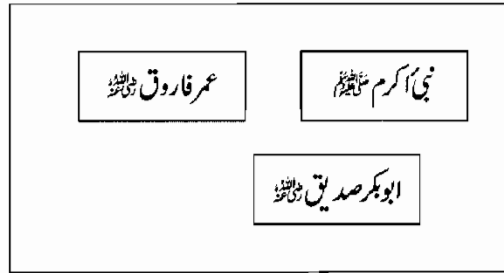 نبیٔ اکرم ﷺ
عمر فاروق رضی اللہ عنہ
ابوبکر صدیق رضی اللہ عنہ